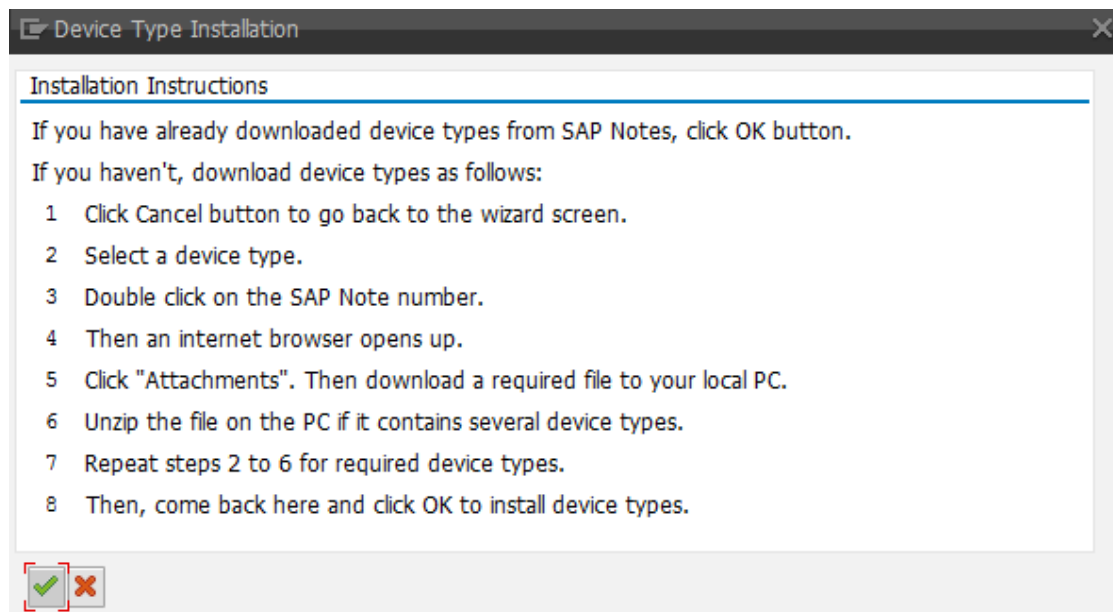 Device Type Installation
Installation Instructions
If you have already downloaded device types from SAP Notes, click OK button.
If you haven't, download device types as follows:
1 Click Cancel button to go back to the wizard screen.
2 Select a device type.
3 Double click on the SAP Note number.
4 Then an internet browser opens up.
5 Click "Attachments". Then download a required file to your local PC.
6 Unzip the file on the PC if it contains several device types.
7 Repeat steps 2 to 6 for required device types.
8 Then, come back here and click OK to install device types.